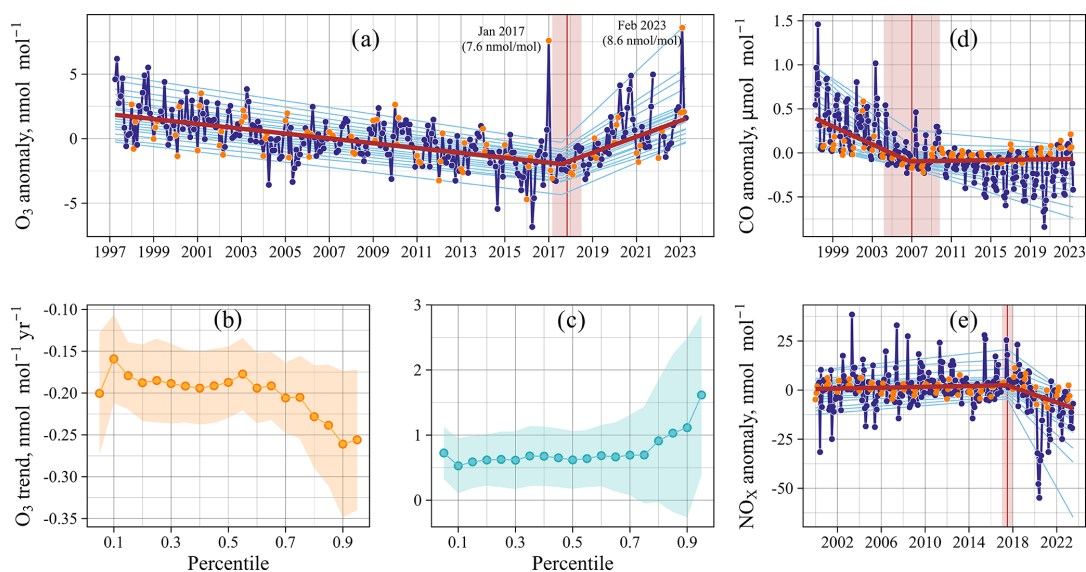 (a)
Jan 2017
(7.6 nmol/mol)
Feb 2023
(8.6 nmol/mol)
O₃ anomaly, nmol mol⁻¹
5
0
-5
1997 1999 2001 2003 2005 2007 2009 2011 2013 2015 2017 2019 2021 2023
(d)
CO anomaly, µmol mol⁻¹
1.5
1.0
0.5
0.0
-0.5
1999 2003 2007 2011 2015 2019 2023
(b)
O₃ trend, nmol mol⁻¹ yr⁻¹
-0.10
-0.15
-0.20
-0.25
-0.30
-0.35
0.1 0.3 0.5 0.7 0.9
Percentile
(c)
3
2
1
0
0.1 0.3 0.5 0.7 0.9
Percentile
(e)
NOX anomaly, nmol mol⁻¹
25
0
-25
-50
2002 2006 2010 2014 2018 2022